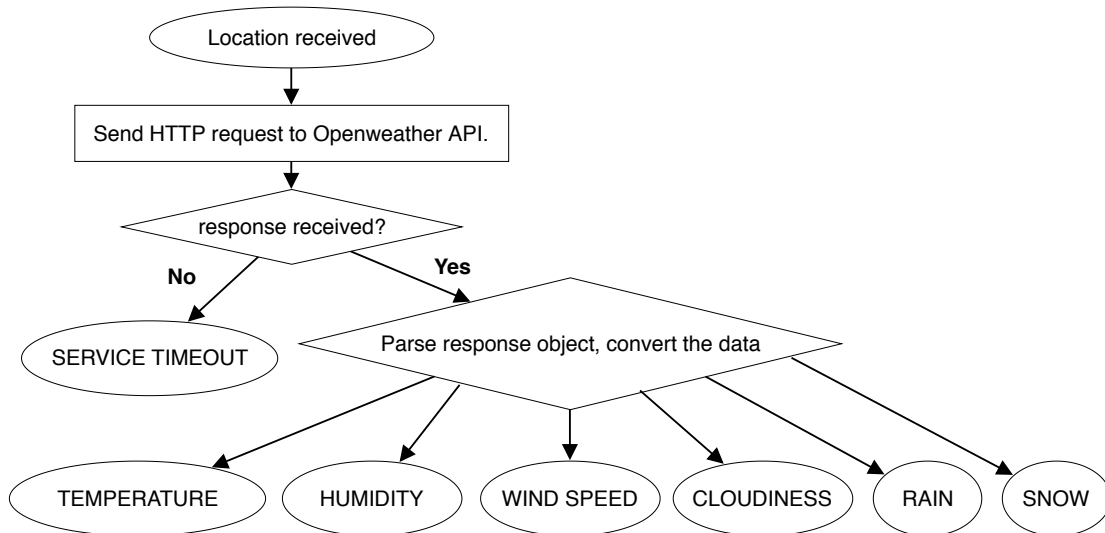 Location received
Send HTTP request to Openweather API.
response received?
No
Yes
SERVICE TIMEOUT
Parse response object, convert the data
TEMPERATURE
HUMIDITY
WIND SPEED
CLOUDINESS
RAIN
SNOW